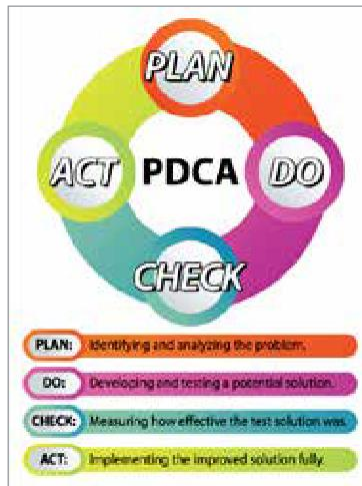 PLAN
ACT PDCA DO
CHECK
PLAN: Identifying and analyzing the problem.
DO: Developing and testing a potential solution.
CHECK: Measuring how effective the test solution was.
ACT: Implementing the improved solution fully.